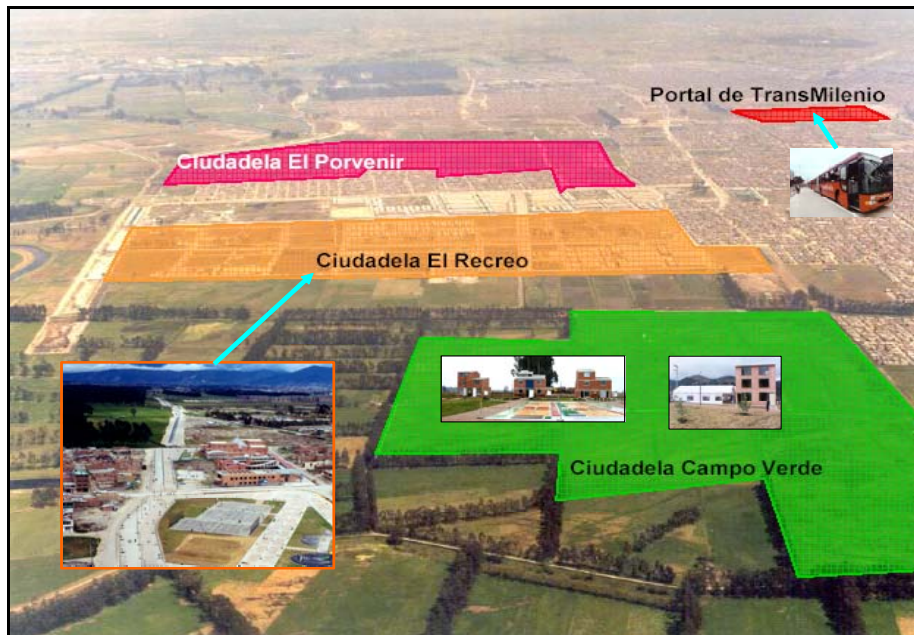 Portal de TransMilenio
Ciudadela El Porvenir
Ciudadela El Recreo
Ciudadela Campo Verde